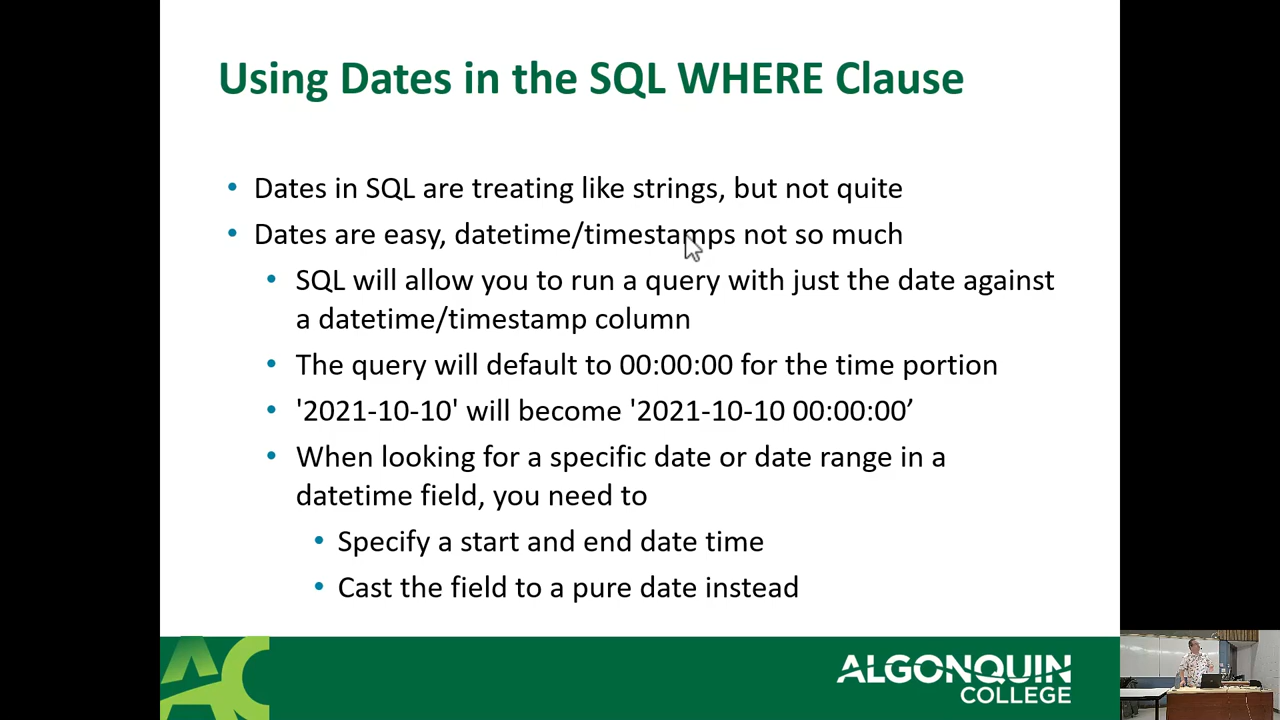 Using Dates in the SQL WHERE Clause
• Dates in SQL are treating like strings, but not quite
• Dates are easy, datetime/timestamps not so much
• SQL will allow you to run a query with just the date against
a datetime/timestamp column
• The query will default to 00:00:00 for the time portion
• '2021-10-10' will become '2021-10-10 00:00:00’
• When looking for a specific date or date range in a
datetime field, you need to
• Specify a start and end date time
• Cast the field to a pure date instead
AC
ALGONQUIN
COLLEGE